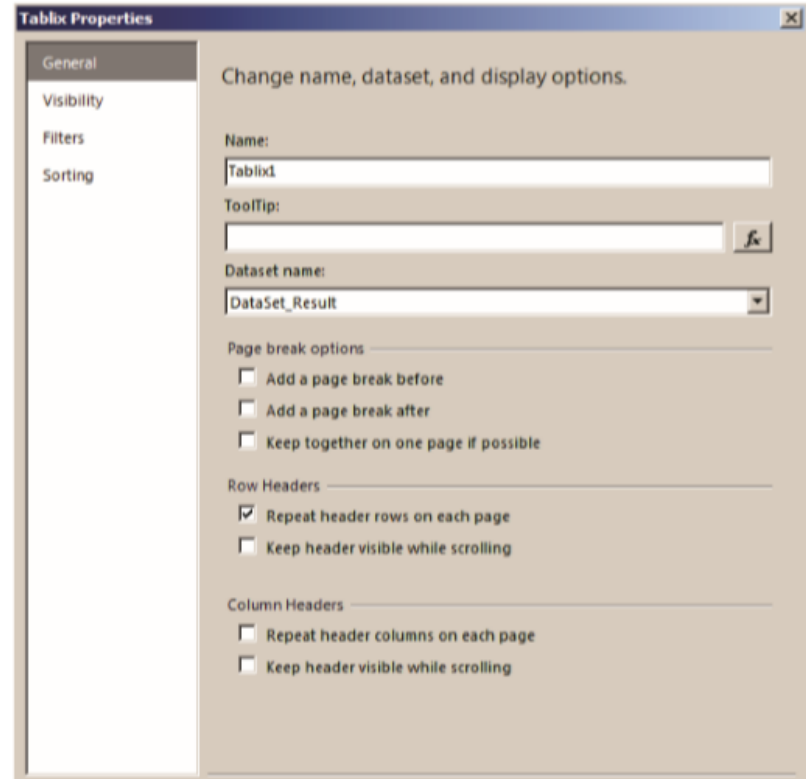 Tablix Properties
General
Visibility
Filters
Sorting
Change name, dataset, and display options.
Name:
Tablix1
ToolTip:
fx
Dataset name:
DataSet_Result
Page break options
Add a page break before
Add a page break after
Keep together on one page if possible
Row Headers
Repeat header rows on each page
Keep header visible while scrolling
Column Headers
Repeat header columns on each page
Keep header visible while scrolling